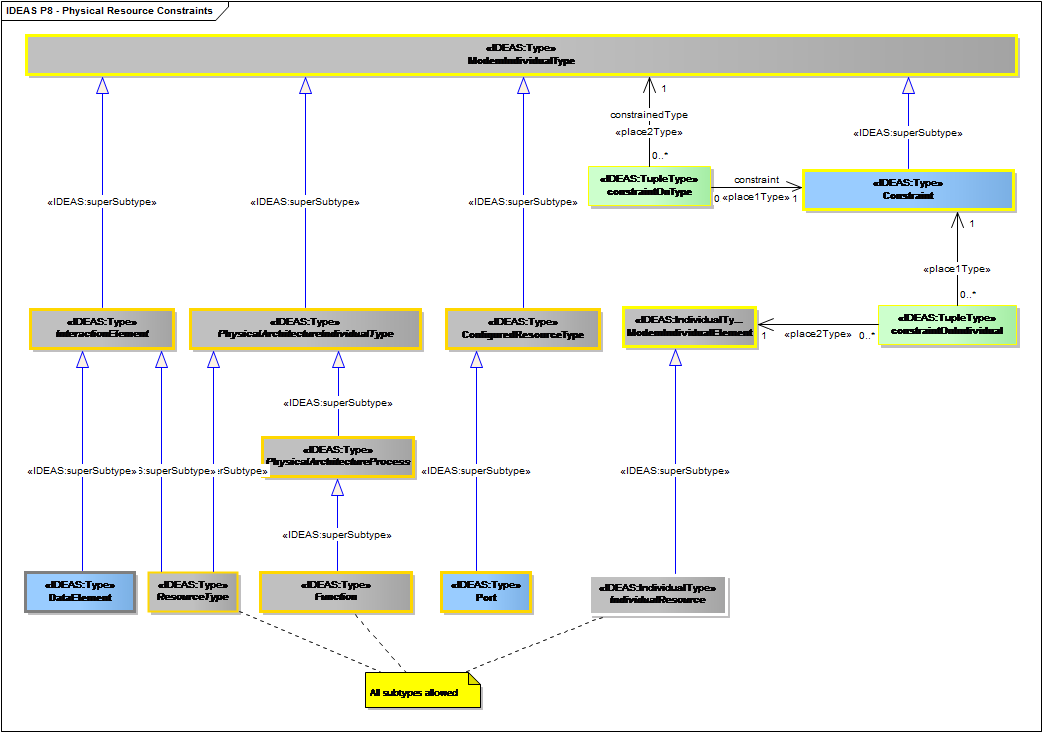 IDEAS P8 - Physical Resource Constraints
«IDEAS:Type»
ModemIndividualType
1
constrainedType
«place2Type»
0..*
«IDEAS:superSubtype»
«IDEAS:TupleType»
constraintOnType
constraint
0 «place1Type» 1
«IDEAS:Type»
Constraint
«IDEAS:superSubtype»
«IDEAS:superSubtype»
«IDEAS:superSubtype»
1
«place1Type»
0..*
«IDEAS:Type»
InteractionElement
«IDEAS:Type»
PhysicalArchitectureIndividualType
«IDEAS:Type»
ConfiguredResourceType
«IDEAS:IndividualTy...
ModemIndividualElement
1
«place2Type»
0..*
«IDEAS:TupleType»
constraintOnIndividual
«IDEAS:superSubtype»
«IDEAS:Type»
PhysicalArchitectureProcess
«IDEAS:superSubtype»
S:superSubtype»
erSubtype»
«IDEAS:superSubtype»
«IDEAS:superSubtype»
«IDEAS:superSubtype»
«IDEAS:Type»
DataElement
«IDEAS:Type»
ResourceType
«IDEAS:Type»
Function
«IDEAS:Type»
Port
«IDEAS:IndividualType»
IndividualResource
All subtypes allowed